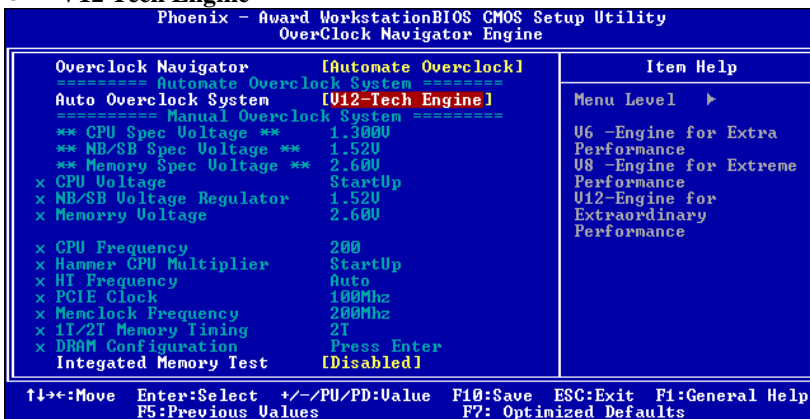 V12 Tech Engine
Phoenix - Award WorkstationBIOS CMOS Setup Utility
OverClock Navigator Engine
Overclock Navigator [Automate Overclock]
========= Automate Overclock System ========
Auto Overclock System [V12-Tech Engine]
========== Manual Overclock System =========
** CPU Spec Voltage ** 1.300V
** NB/SB Spec Voltage ** 1.52V
** Memory Spec Voltage ** 2.60V
x CPU Voltage StartUp
x NB/SB Voltage Regulator 1.52V
x Memorry Voltage 2.60V
x CPU Frequency 200
x Hammer CPU Multiplier StartUp
x HT Frequency Auto
x PCIE Clock 100Mhz
x Memclock Frequency 200Mhz
x 1T/2T Memory Timing 2T
x DRAM Configuration Press Enter
Integated Memory Test [Disabled]
Item Help
Menu Level ►
V6 -Engine for Extra
Performance
V8 -Engine for Extreme
Performance
V12-Engine for
Extraordinary
Performance
↑↓→←:Move Enter:Select +/-/PU/PD:Value F10:Save ESC:Exit F1:General Help
F5:Previous Values F7: Optimized Defaults